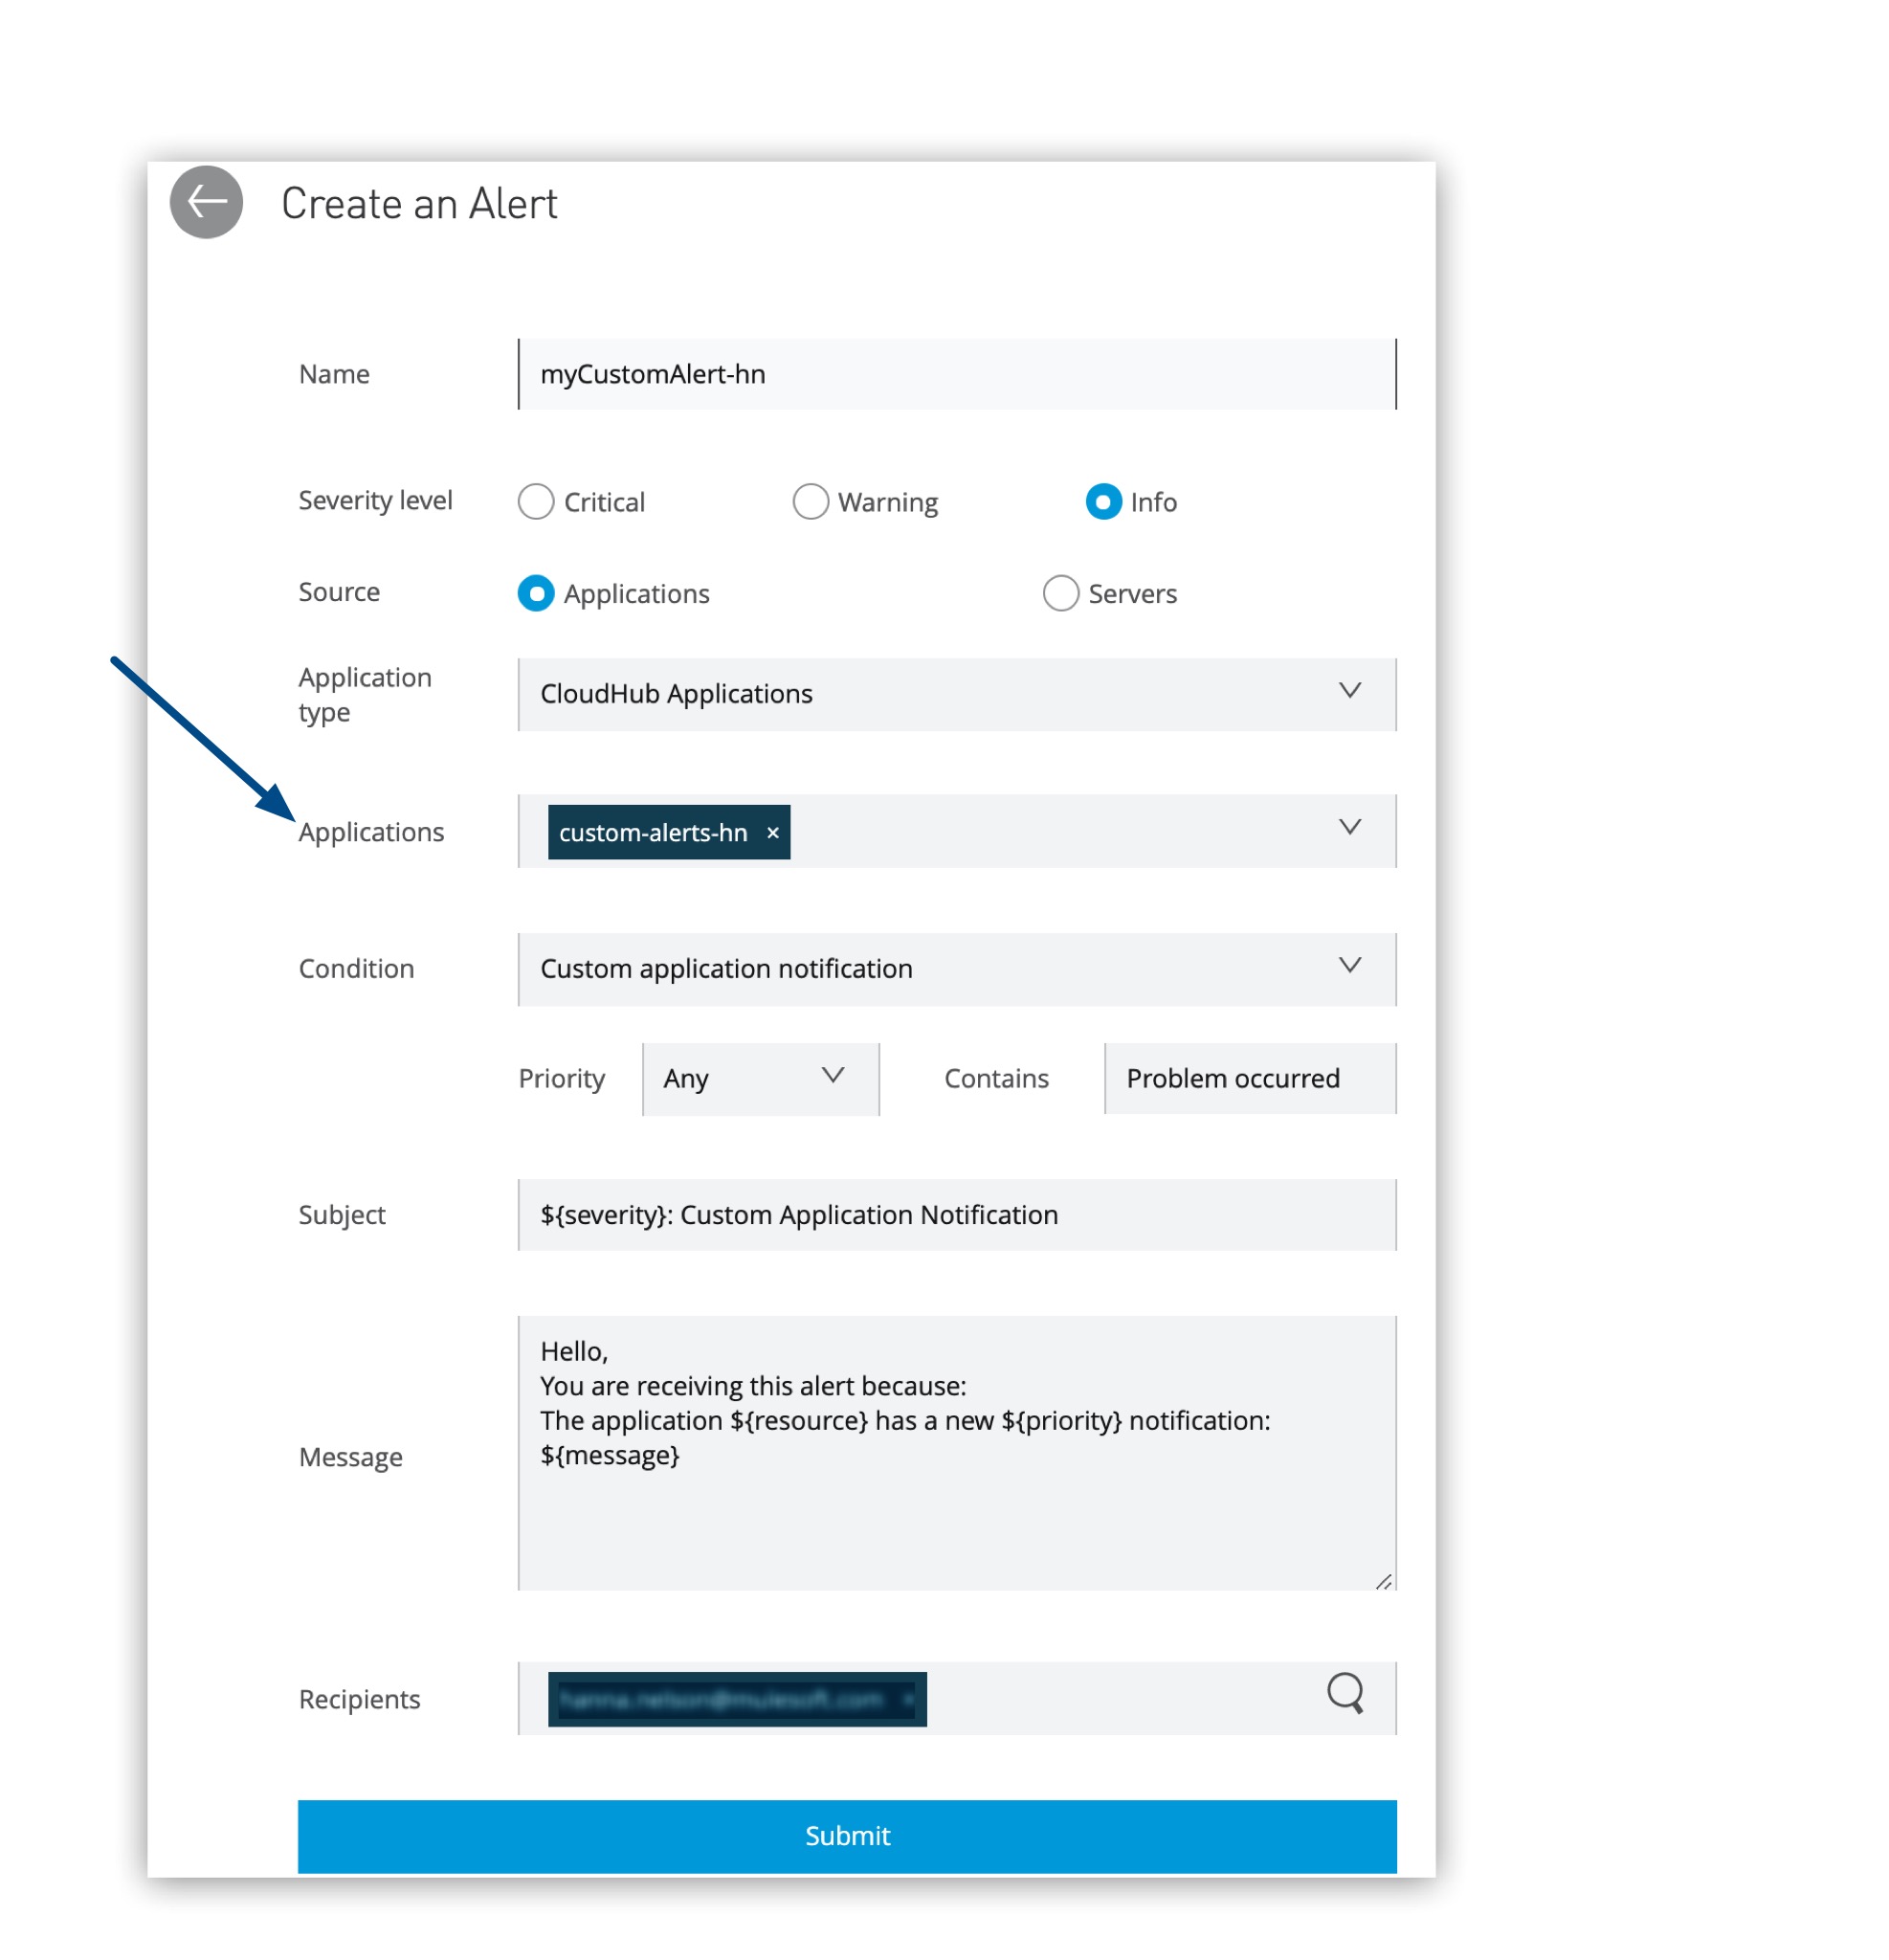 Create an Alert
Name
myCustomAlert-hn
Severity level
Critical
Warning
Info
Source
Applications
Servers
Application
type
CloudHub Applications
Applications
custom-alerts-hn ×
Condition
Custom application notification
Priority
Any
Contains
Problem occurred
Subject
${severity}: Custom Application Notification
Message
Hello,
You are receiving this alert because:
The application ${resource} has a new ${priority} notification:
${message}
Recipients
Submit